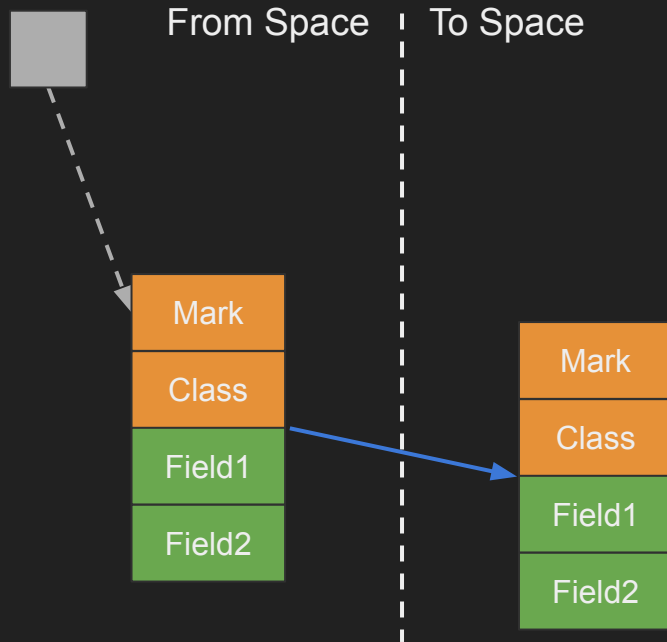 From Space
To Space
Mark
Class
Field1
Field2
Mark
Class
Field1
Field2